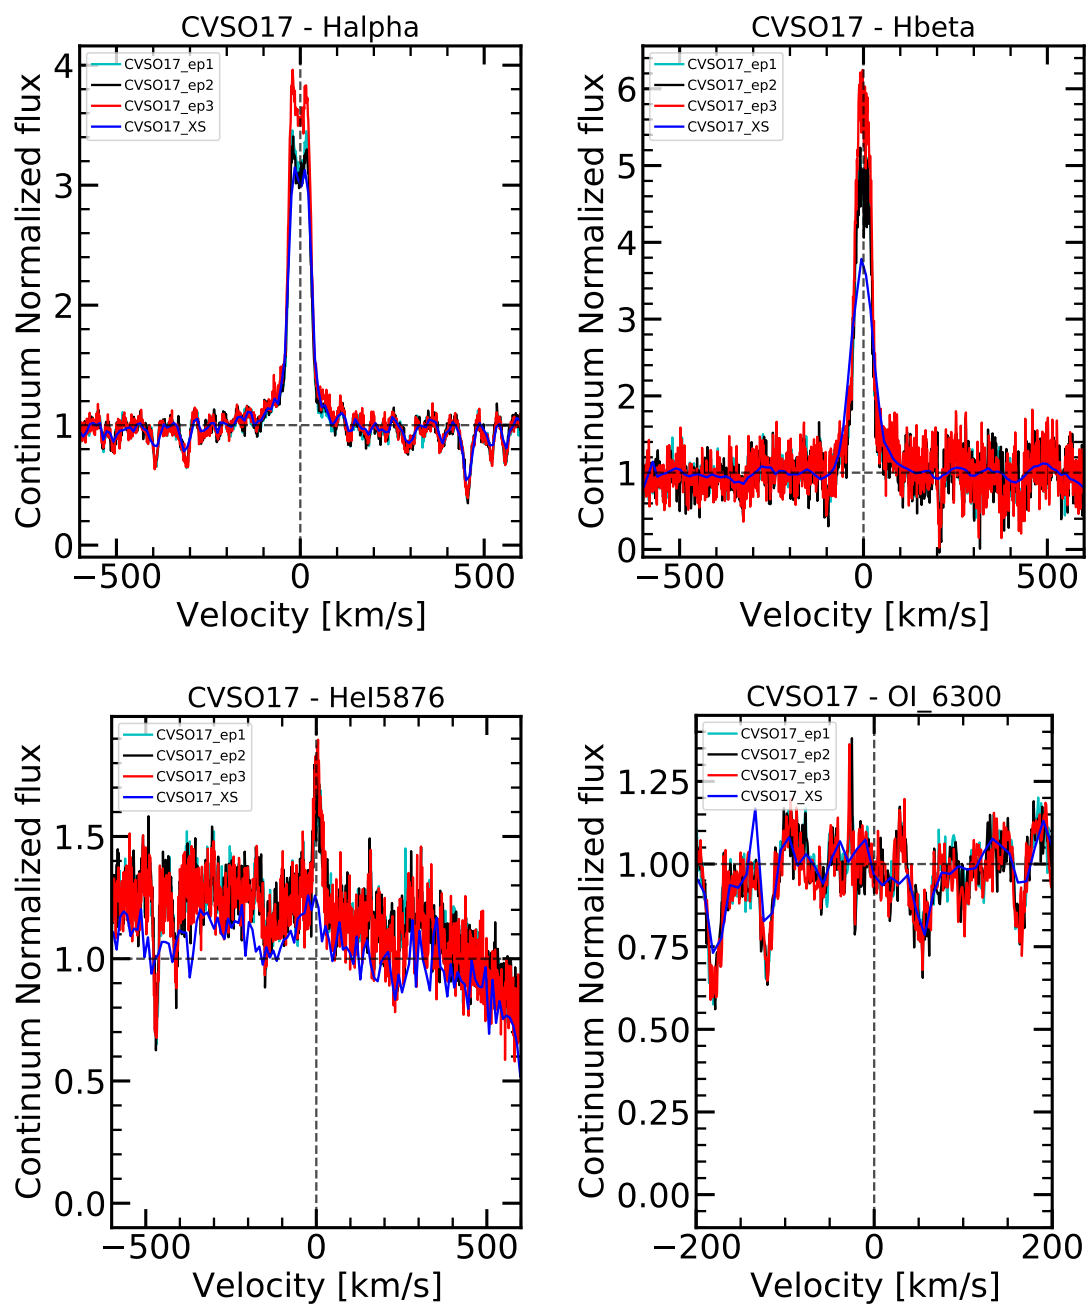 CVSO17 - Halpha
CVSO17_ep1
CVSO17_ep2
CVSO17_ep3
CVSO17_XS
4
3
2
1
0
Continuum Normalized flux
−500 0 500
Velocity [km/s]
CVSO17 - Hbeta
CVSO17_ep1
CVSO17_ep2
CVSO17_ep3
CVSO17_XS
6
5
4
3
2
1
0
Continuum Normalized flux
−500 0 500
Velocity [km/s]
CVSO17 - HeI5876
CVSO17_ep1
CVSO17_ep2
CVSO17_ep3
CVSO17_XS
1.5
1.0
0.5
0.0
Continuum Normalized flux
−500 0 500
Velocity [km/s]
CVSO17 - OI_6300
CVSO17_ep1
CVSO17_ep2
CVSO17_ep3
CVSO17_XS
1.25
1.00
0.75
0.50
0.25
0.00
Continuum Normalized flux
−200 0 200
Velocity [km/s]